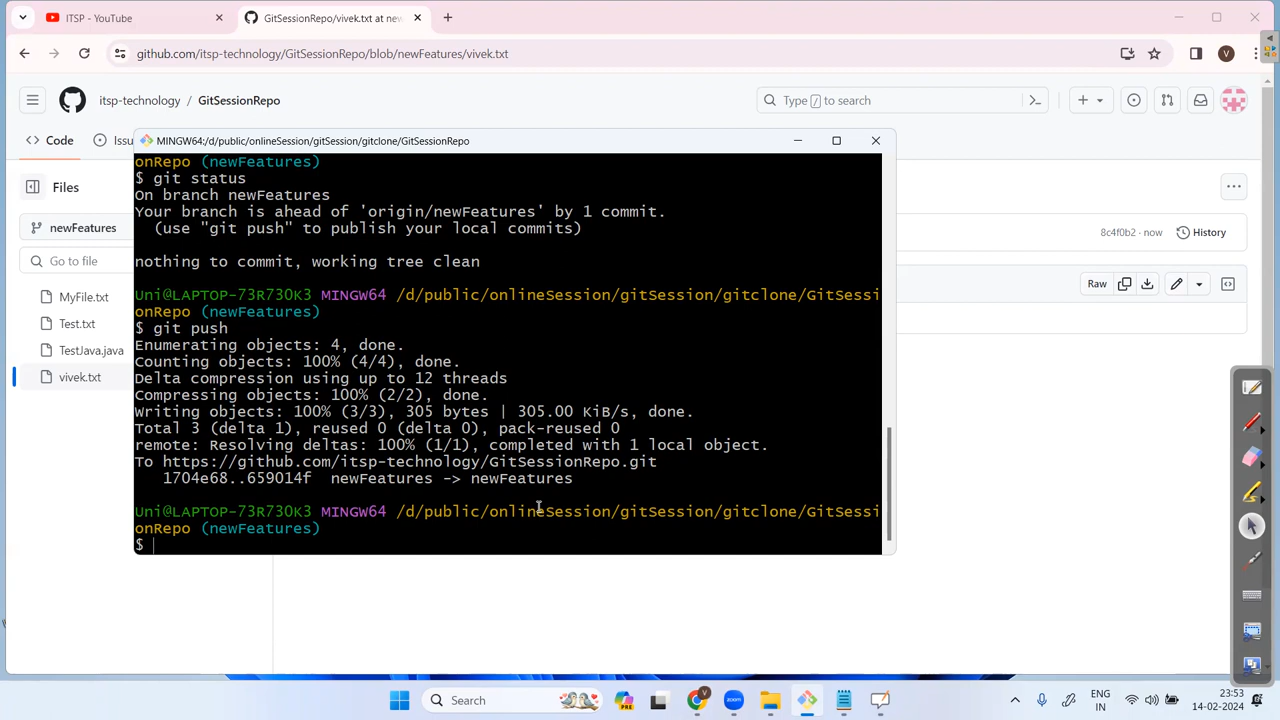 ITSP - YouTube
GitSessionRepo/vivek.txt at new
github.com/itsp-technology/GitSessionRepo/blob/newFeatures/vivek.txt
V
itsp-technology / GitSessionRepo
Type / to search
Code
Issu
MINGW64:/d/public/onlineSession/gitSession/gitclone/GitSessionRepo
Files
newFeatures
Go to file
MyFile.txt
Test.txt
TestJava.java
vivek.txt
8c4f0b2 · now
History
Raw
onRepo (newFeatures)
$ git status
On branch newFeatures
Your branch is ahead of 'origin/newFeatures' by 1 commit.
(use "git push" to publish your local commits)
nothing to commit, working tree clean
Uni@LAPTOP-73R73OK3 MINGW64 /d/public/onlineSession/gitSession/gitclone/GitSessi
onRepo (newFeatures)
$ git push
Enumerating objects: 4, done.
Counting objects: 100% (4/4), done.
Delta compression using up to 12 threads
Compressing objects: 100% (2/2), done.
Writing objects: 100% (3/3), 305 bytes | 305.00 KiB/s, done.
Total 3 (delta 1), reused 0 (delta 0), pack-reused 0
remote: Resolving deltas: 100% (1/1), completed with 1 local object.
To https://github.com/itsp-technology/GitSessionRepo.git
1704e68..659014f newFeatures -> newFeatures
Uni@LAPTOP-73R73OK3 MINGW64 /d/public/onlineSession/gitSession/gitclone/GitSessi
onRepo (newFeatures)
$
Search
PRE
V
zoom
ENG
IN
23:53
14-02-2024